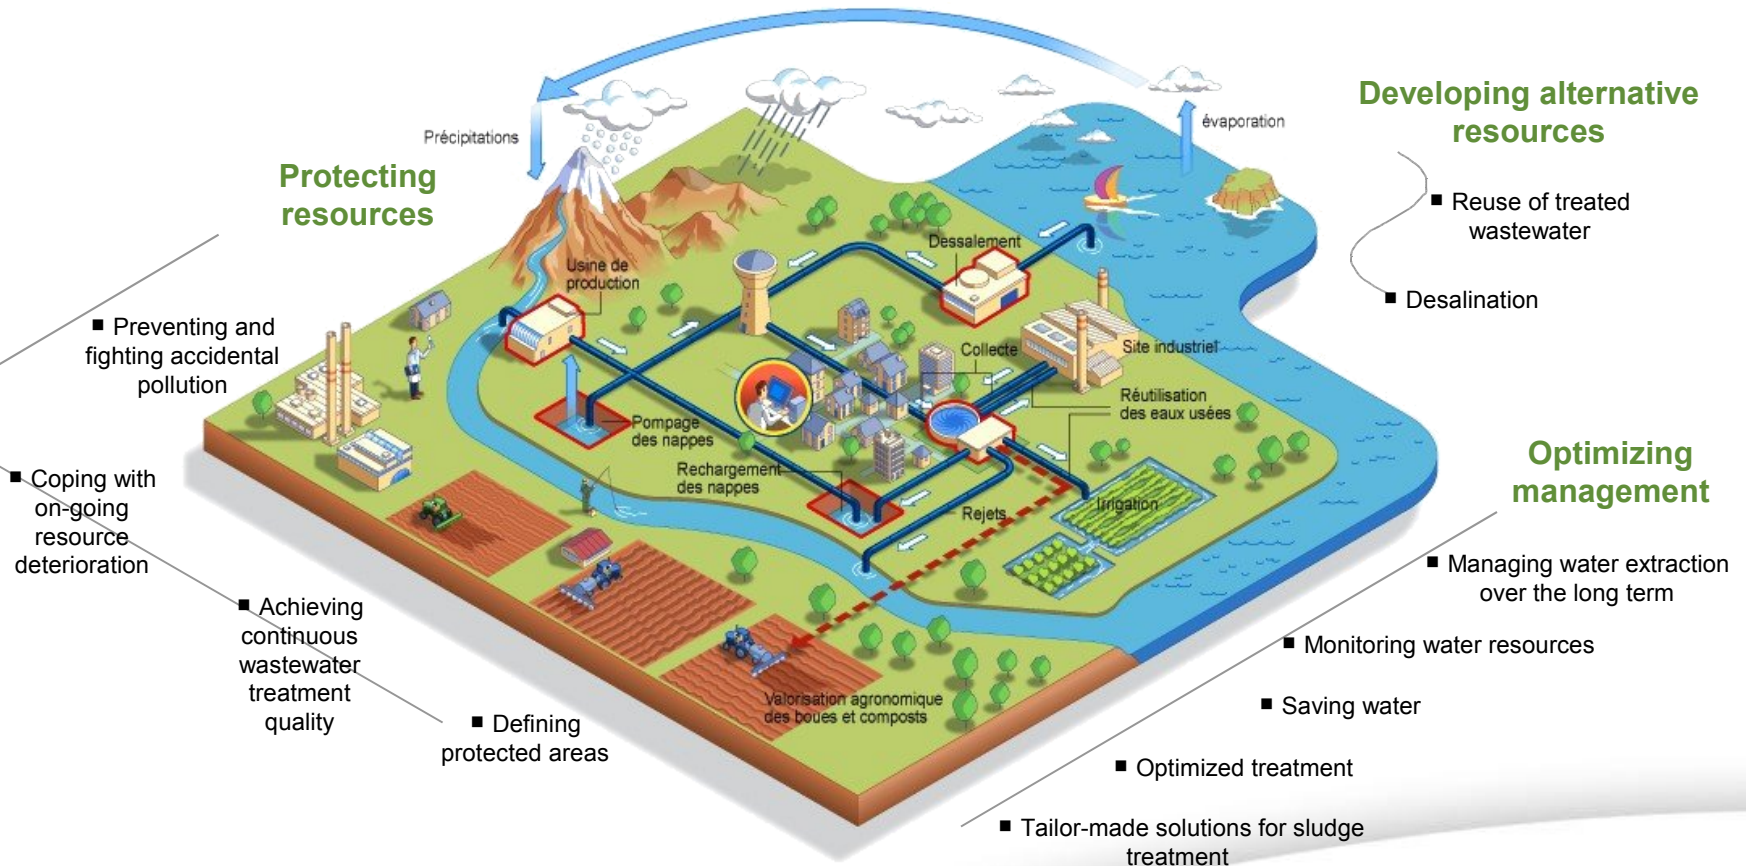 Précipitations
évaporation
Developing alternative
resources
■ Reuse of treated
wastewater
■ Desalination
Protecting
resources
■ Preventing and
fighting accidental
pollution
■ Coping with
on-going
resource
deterioration
■ Achieving
continuous
wastewater
treatment
quality
■ Defining
protected areas
Dessalement
Usine de
production
Collecte
Site industriel
Réutilisation
des eaux usées
Pompage
des nappes
Rechargement
des nappes
Rejets
Irrigation
Valorisation agronomique
des boues et composts
Optimizing
management
■ Managing water extraction
over the long term
■ Monitoring water resources
■ Saving water
■ Optimized treatment
■ Tailor-made solutions for sludge
treatment